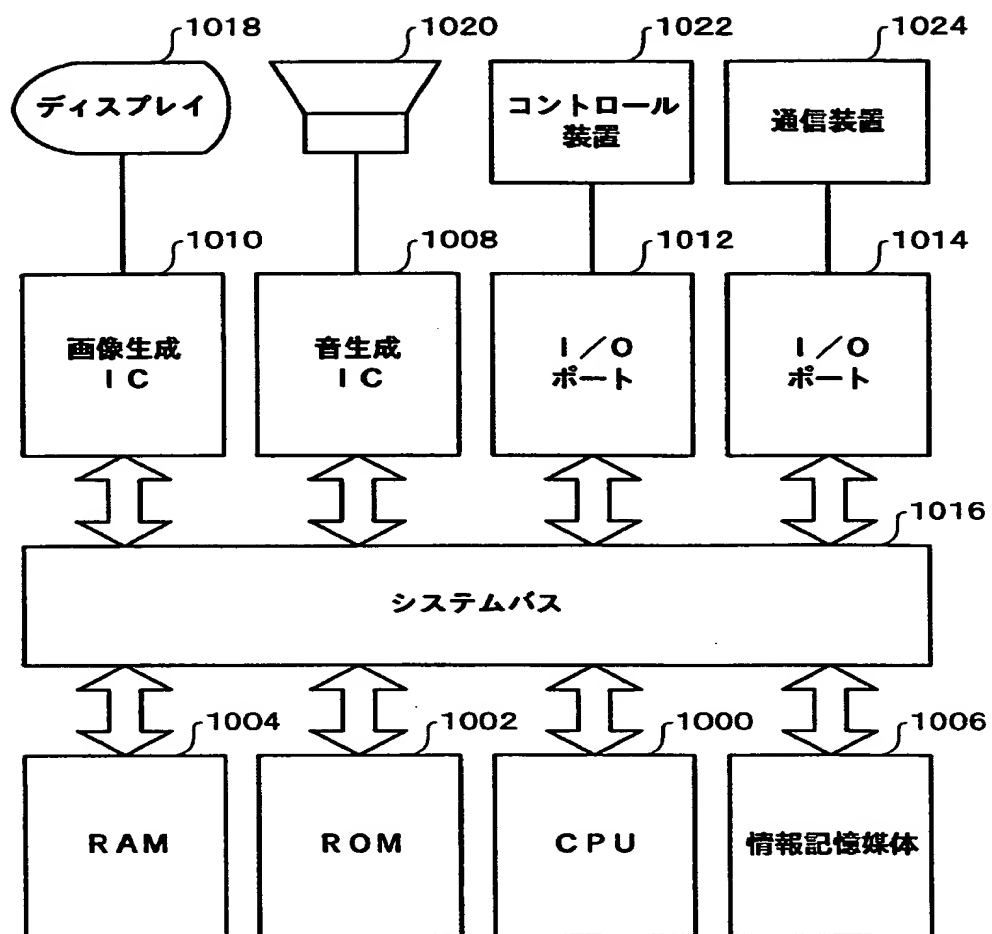 1018
1020
1022
1024
ディスプレイ
コントロール
装置
通信装置
1010
1008
1012
1014
画像生成
IC
音生成
IC
I/O
ポート
I/O
ポート
1016
システムバス
1004
1002
1000
1006
RAM
ROM
CPU
情報記憶媒体